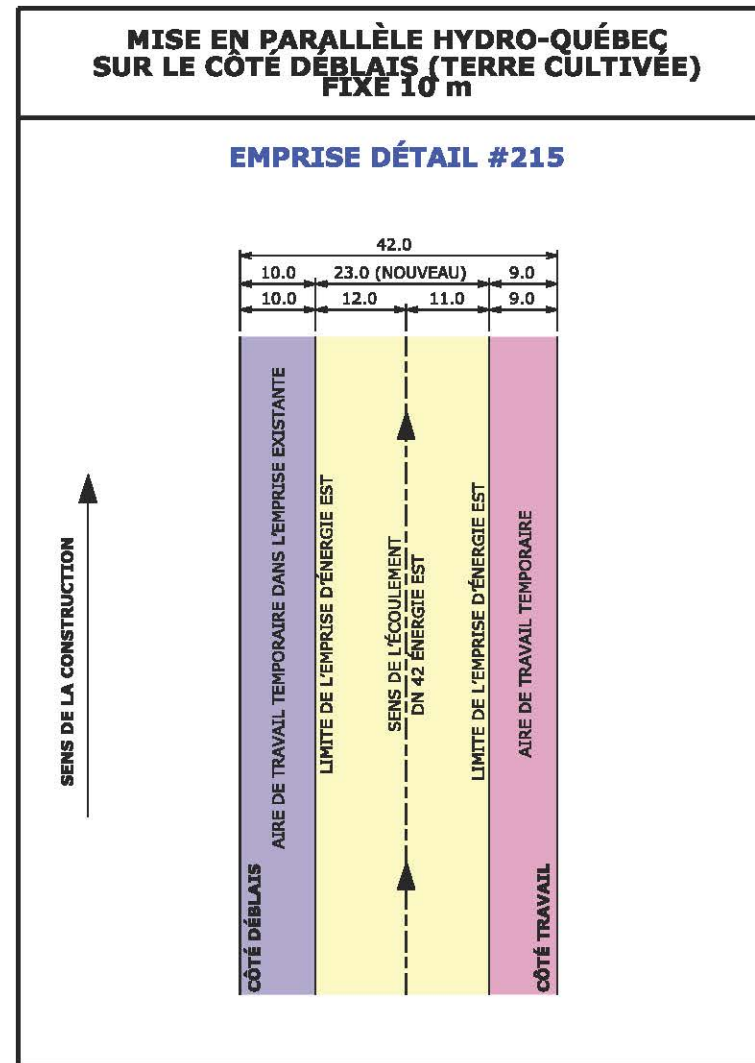 MISE EN PARALLÈLE HYDRO-QUÉBEC
SUR LE CÔTÉ DÉBLAIS (TERRE CULTIVÉE)
FIXE 10 m
EMPRISE DÉTAIL #215
42.0
10.0 23.0 (NOUVEAU) 9.0
10.0 12.0 11.0 9.0
SENS DE LA CONSTRUCTION
CÔTÉ DÉBLAIS
AIRE DE TRAVAIL TEMPORAIRE DANS L'EMPRISE EXISTANTE
LIMITE DE L'EMPRISE D'ÉNERGIE EST
SENS DE L'ÉCOULEMENT
DN 42 ÉNERGIE EST
LIMITE DE L'EMPRISE D'ÉNERGIE EST
AIRE DE TRAVAIL TEMPORAIRE
CÔTÉ TRAVAIL